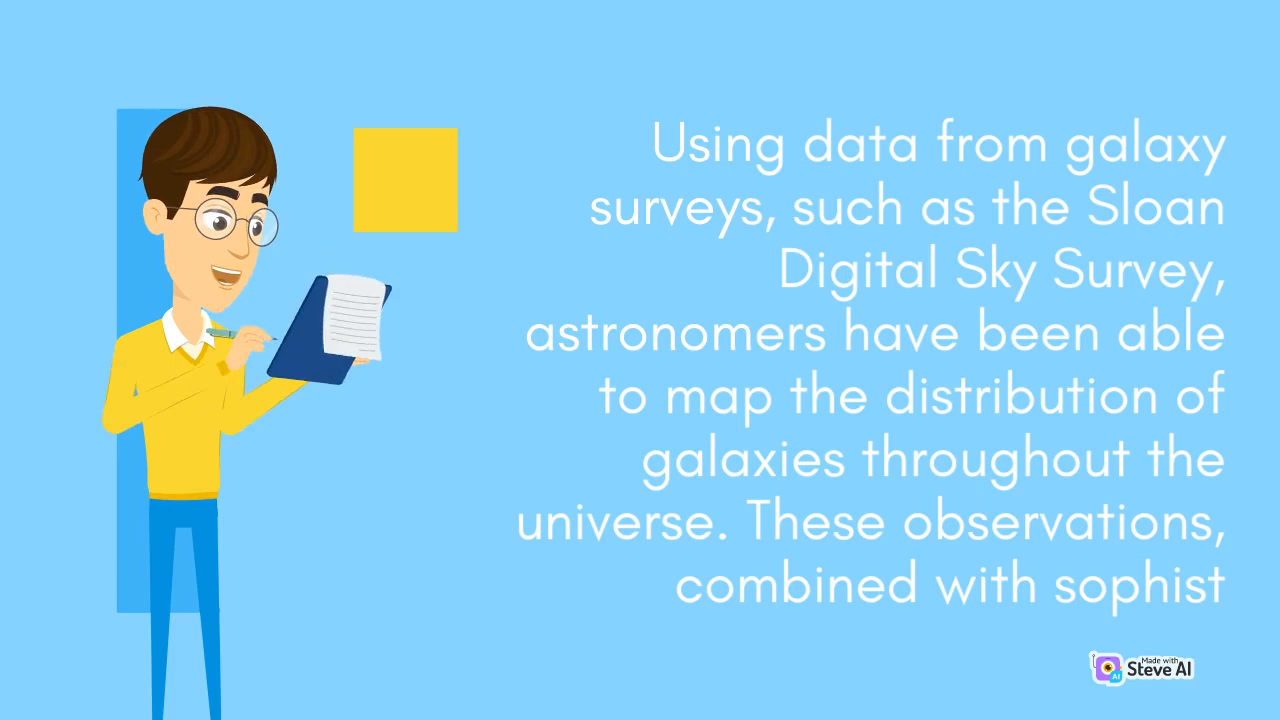 Using data from galaxy
surveys, such as the Sloan
Digital Sky Survey,
astronomers have been able
to map the distribution of
galaxies throughout the
universe. These observations,
combined with sophist
Made with
Steve AI
AI